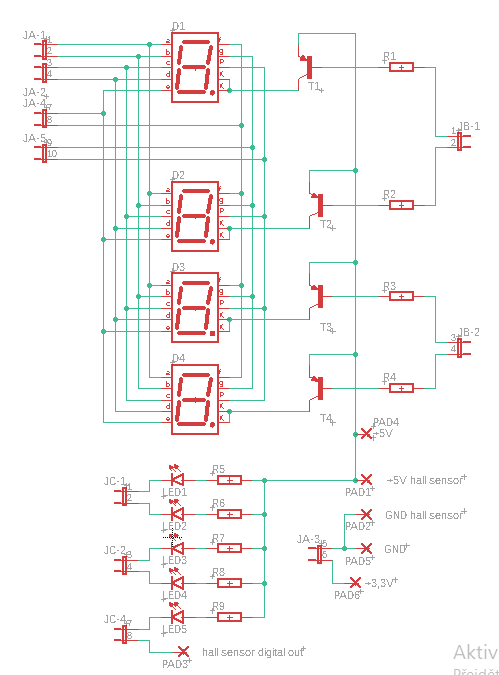 D1
JA-1
1
2
3
4
a
b
c
d
e
f
g
P
K
K
R1
T1
JA-2
JA-4
7
8
JB-1
1
2
JA-5
9
10
D2
a
b
c
d
e
f
g
P
K
K
R2
T2
D3
a
b
c
d
e
f
g
P
K
K
R3
T3
JB-2
3
4
D4
a
b
c
d
e
f
g
P
K
K
R4
T4
PAD4
+5V
JC-1
1
2
LED1
R5
PAD1
+5V hall sensor
LED2
R6
PAD2
GND hall sensor
JC-2
3
4
LED3
R7
JA-3
5
6
PAD5
GND
LED4
R8
PAD6
+3,3V
JC-4
7
8
LED5
R9
PAD3
hall sensor digital out
Aktiv